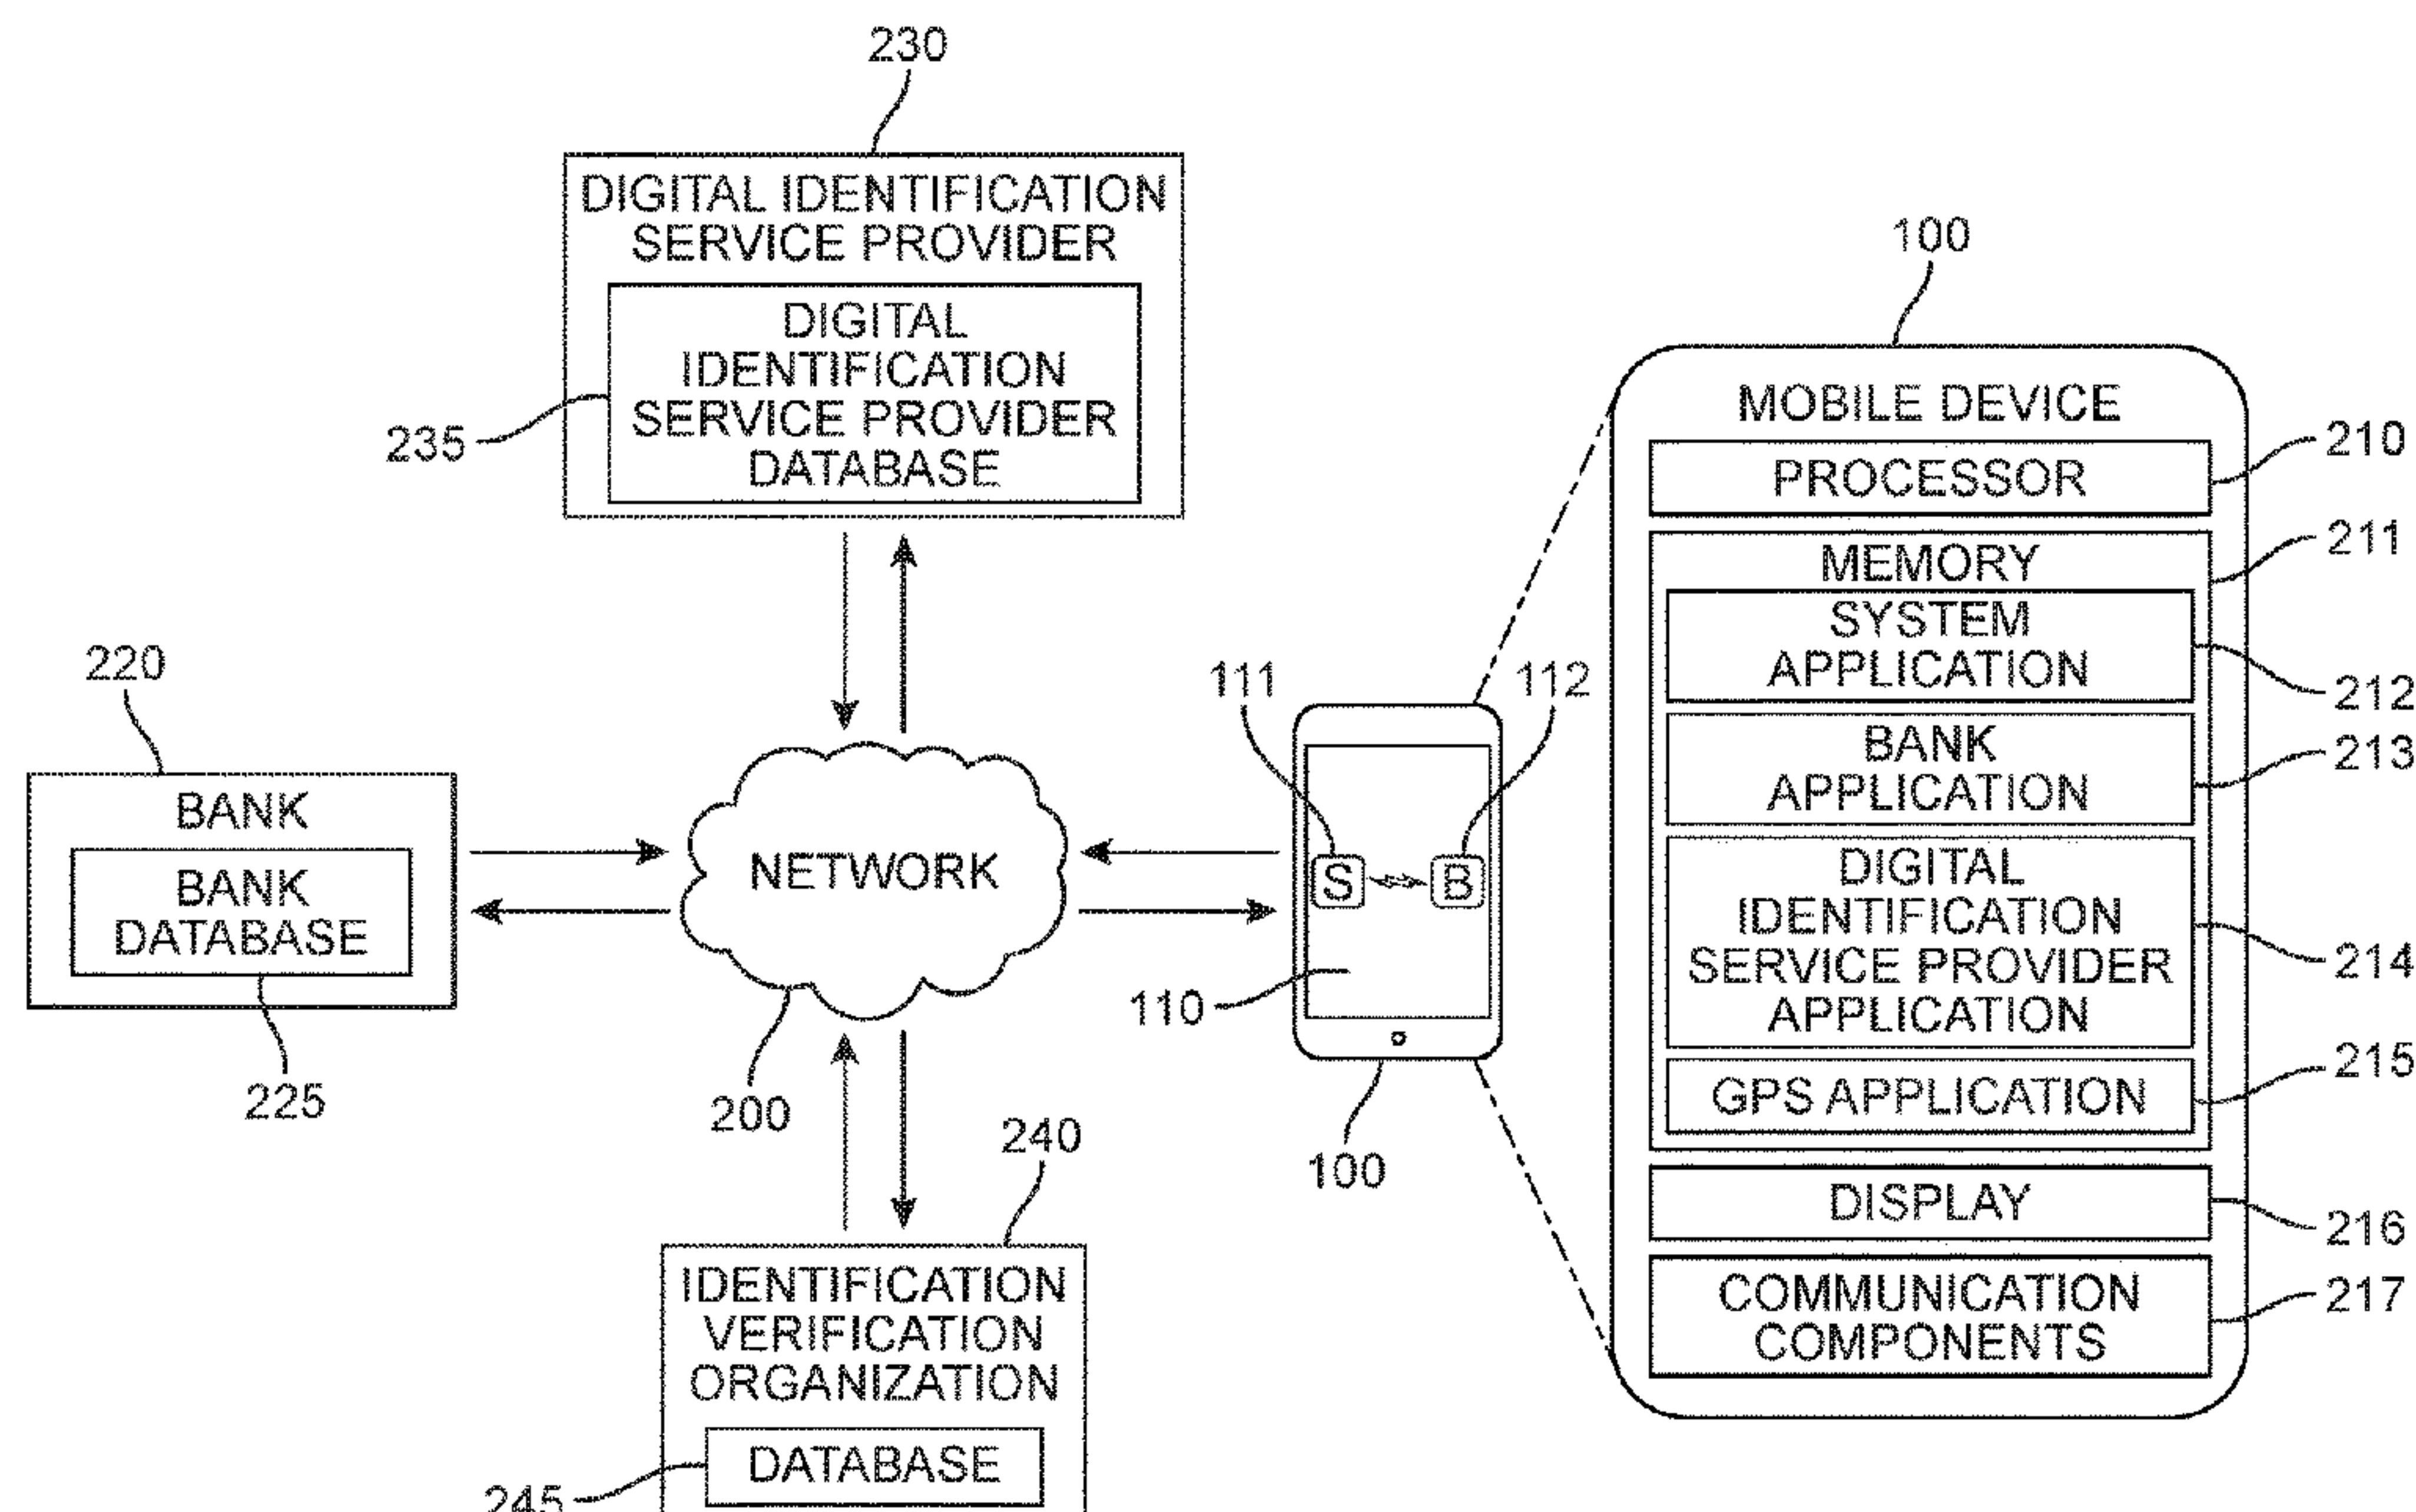 230
DIGITAL IDENTIFICATION
SERVICE PROVIDER
DIGITAL
IDENTIFICATION
SERVICE PROVIDER
DATABASE
235
220
BANK
BANK
DATABASE
225
NETWORK
200
240
IDENTIFICATION
VERIFICATION
ORGANIZATION
DATABASE
245
111
112
S
B
110
100
100
MOBILE DEVICE
PROCESSOR
210
MEMORY
211
SYSTEM
APPLICATION
212
BANK
APPLICATION
213
DIGITAL
IDENTIFICATION
SERVICE PROVIDER
APPLICATION
214
GPS APPLICATION
215
DISPLAY
216
COMMUNICATION
COMPONENTS
217